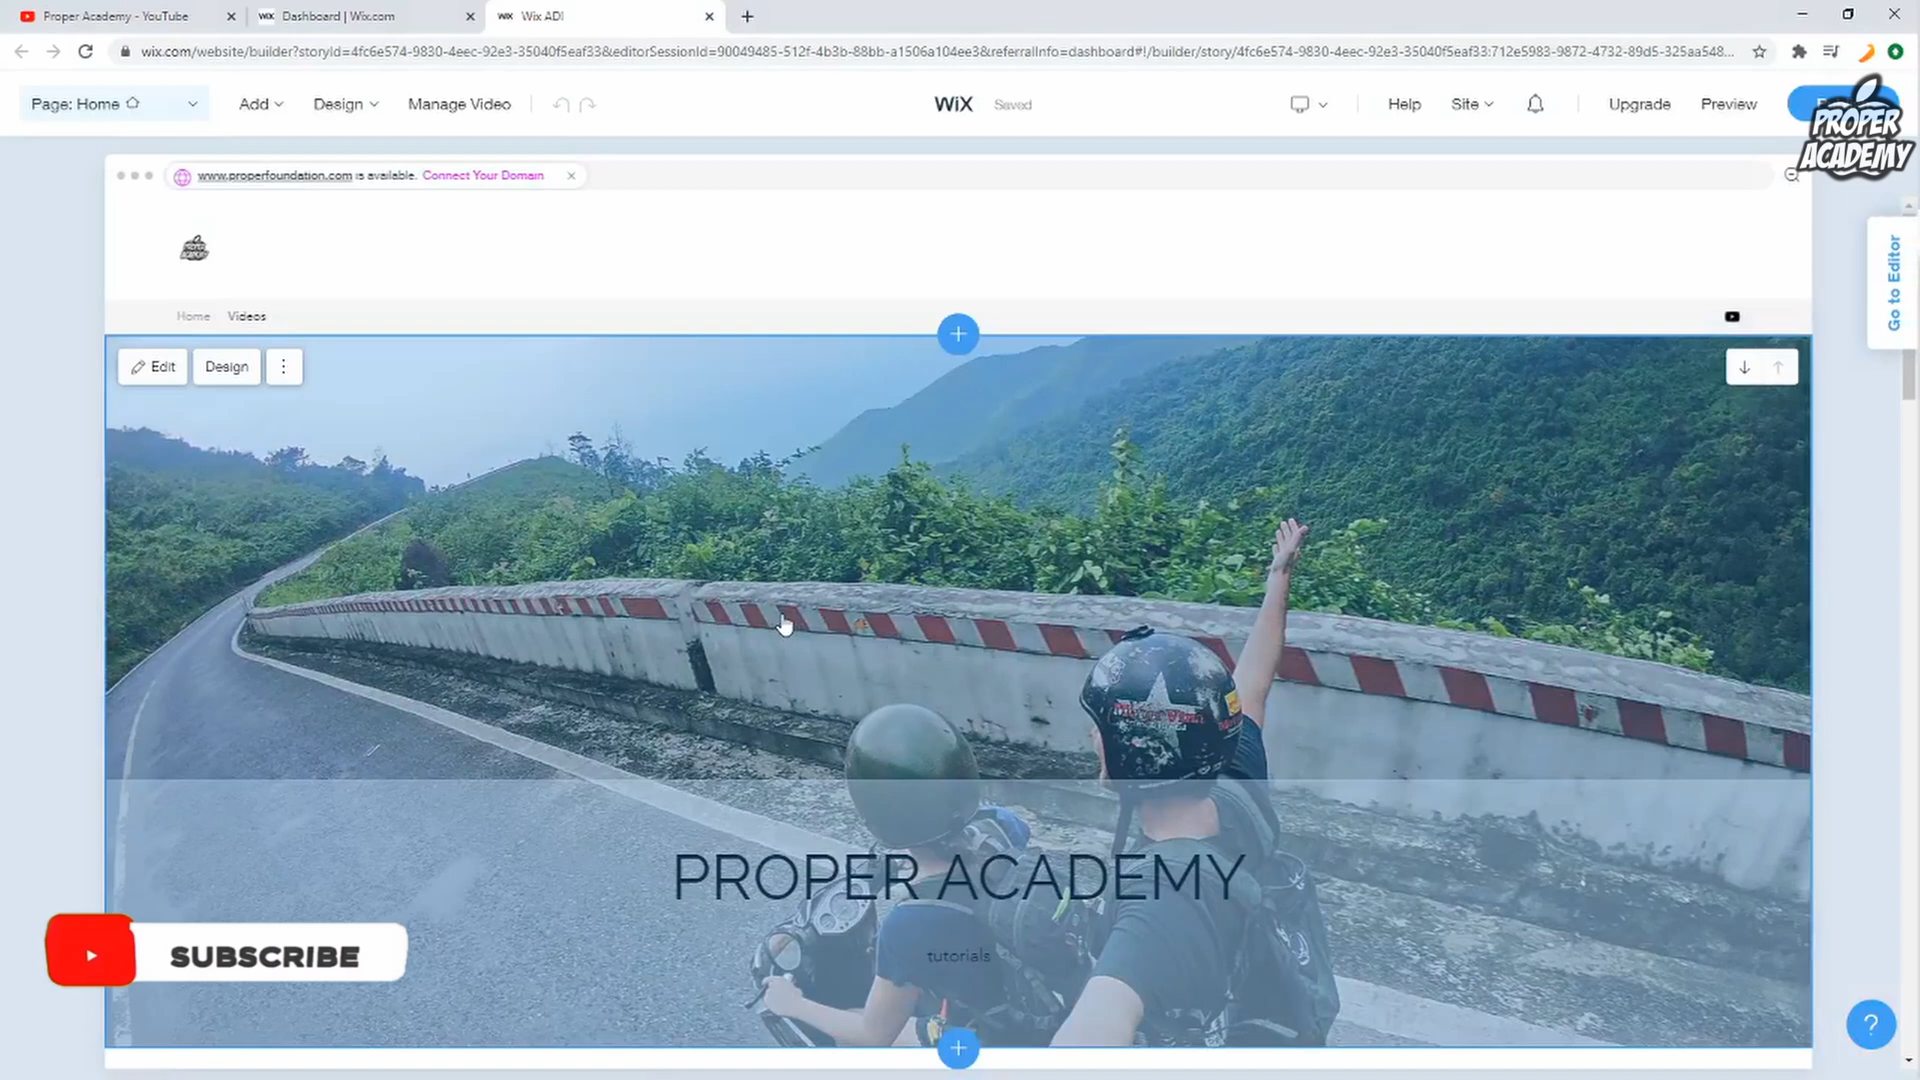 Proper Academy - YouTube
WiX Dashboard | Wix.com
WiX Wix ADI
wix.com/website/builder?storyId=4fc6e574-9830-4eec-92e3-35040f5eaf33&editorSessionId=90049485-512f-4b3b-88bb-a1506a104ee3&referralInfo=dashboard#!/builder/story/4fc6e574-9830-4eec-92e3-35040f5eaf33:712e5983-9872-4732-89d5-325aa548...
Page: Home
Add
Design
Manage Video
WiX
Saved
Help
Site
Upgrade
Preview
PROPER
ACADEMY
www.properfoundation.com is available. Connect Your Domain
Go to Editor
Home
Videos
Edit
Design
PROPER ACADEMY
tutorials
SUBSCRIBE
?